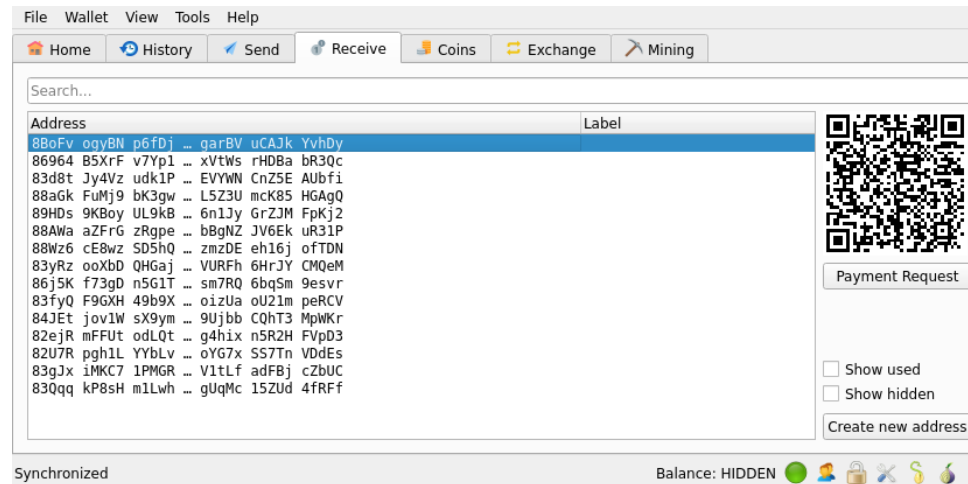 File Wallet View Tools Help
Home History Send Receive Coins Exchange Mining
Search...
Address Label
8BoFv ogyBN p6fDj … garBV uCAJk YvhDy
86964 B5XrF v7Yp1 … xVtWs rHDBa bR3Qc
83d8t Jy4Vz udk1P … EVYWN CnZ5E AUbfi
88aGk FuMj9 bK3gw … L5Z3U mcK85 HGAgQ
89HDs 9KBoy UL9kB … 6n1Jy GrZJM FpKj2
88AWa aZFrG zRgpe … bBgNZ JV6Ek uR31P
88Wz6 cE8wz SD5hQ … zmzDE eh16j ofTDN
83yRz ooXbD QHGaj … VURFh 6HrJY CMQeM
86j5K f73gD n5G1T … sm7RQ 6bqSm 9esvr
83fyQ F9GXH 49b9X … oizUa oU21m peRCV
84JEt jov1W sX9ym … 9Ujbb CQhT3 MpWKr
82ejR mFFUt odLQt … g4hix n5R2H FVpD3
82U7R pgh1L YYbLv … oYG7x SS7Tn VDdEs
83gJx iMKC7 1PMGR … V1tLf adFBj cZbUC
83Qqq kP8sH m1Lwh … gUqMc 15ZUd 4fRFf
Payment Request
Show used
Show hidden
Create new address
Synchronized Balance: HIDDEN